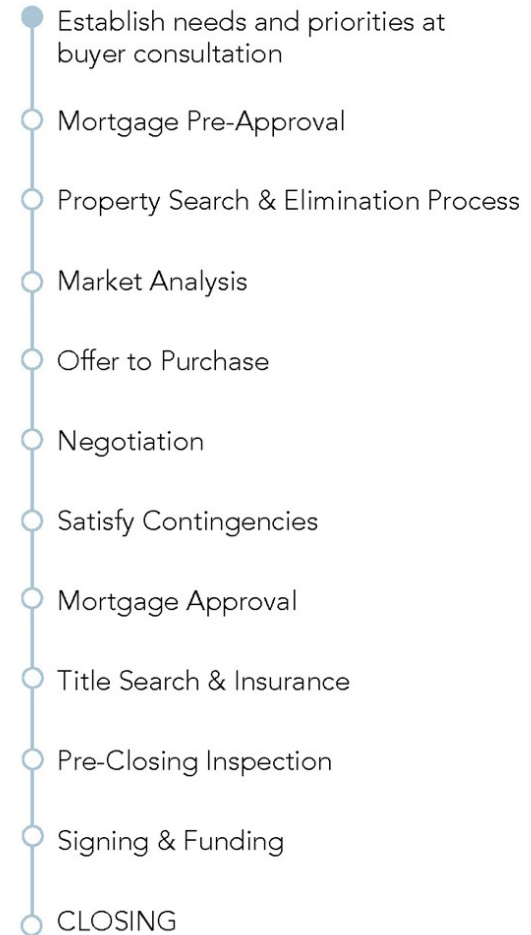 Establish needs and priorities at
buyer consultation
Mortgage Pre-Approval
Property Search & Elimination Process
Market Analysis
Offer to Purchase
Negotiation
Satisfy Contingencies
Mortgage Approval
Title Search & Insurance
Pre-Closing Inspection
Signing & Funding
CLOSING